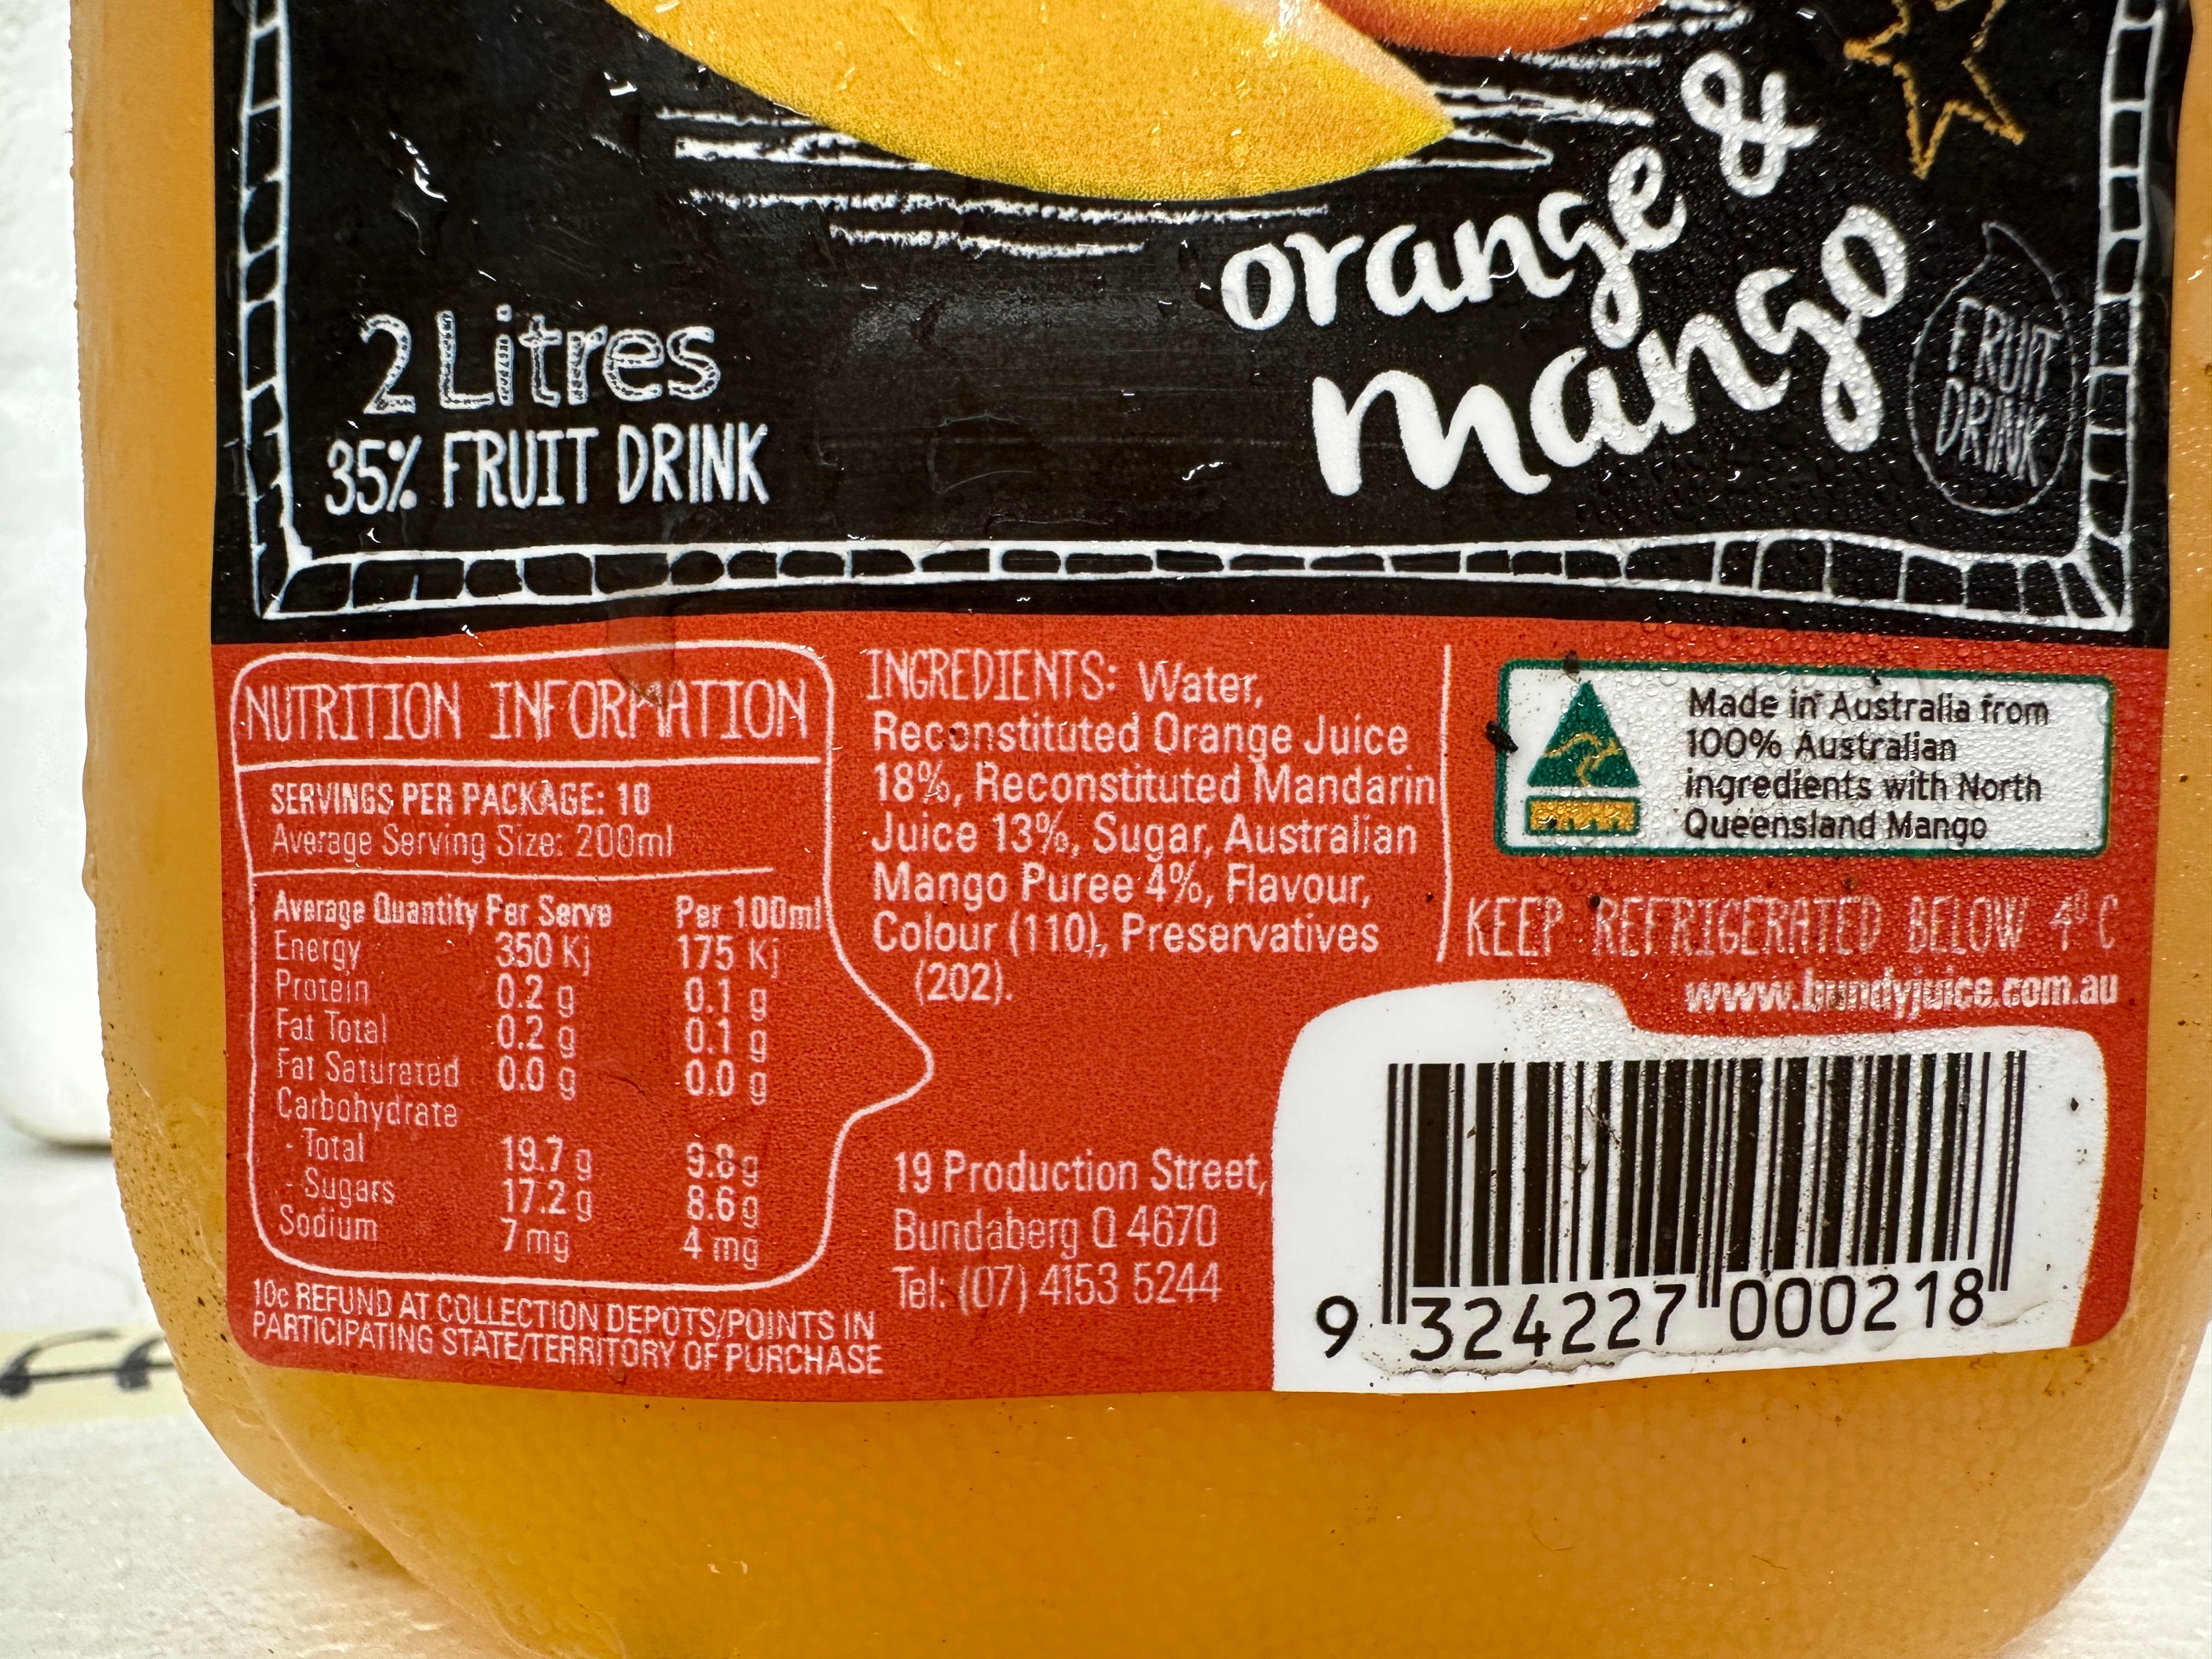 orange &
mango
FRUIT
DRINK
2 Litres
35% FRUIT DRINK
NUTRITION INFORMATION
SERVINGS PER PACKAGE: 10
Average Serving Size: 200ml
Average Quantity Per Serve Per 100ml
Energy 350 Kj 175 Kj
Protein 0.2 g 0.1 g
Fat Total 0.2 g 0.1 g
Fat Saturated 0.0 g 0.0 g
Carbohydrate
- Total 19.7 g 9.8 g
- Sugars 17.2 g 8.6 g
Sodium 7 mg 4 mg
10c REFUND AT COLLECTION DEPOTS/POINTS IN
PARTICIPATING STATE/TERRITORY OF PURCHASE
INGREDIENTS: Water,
Reconstituted Orange Juice
18%, Reconstituted Mandarin
Juice 13%, Sugar, Australian
Mango Puree 4%, Flavour,
Colour (110), Preservatives
(202).
19 Production Street,
Bundaberg Q 4670
Tel: (07) 4153 5244
Made in Australia from
100% Australian
ingredients with North
Queensland Mango
KEEP REFRIGERATED BELOW 4° C
www.bundyjuice.com.au
9 324227 000218